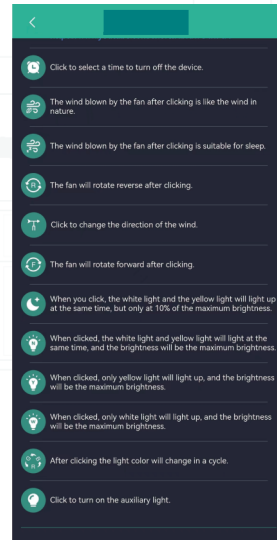 Click to select a time to turn off the device.
The wind blown by the fan after clicking is like the wind in
nature.
The wind blown by the fan after clicking is suitable for sleep.
R
The fan will rotate reverse after clicking.
Click to change the direction of the wind.
F
The fan will rotate forward after clicking.
When you click, the white light and the yellow light will light up
at the same time, but only at 10% of the maximum brightness.
When clicked, the white light and yellow light will light at the
same time, and the brightness will be the maximum brightness.
When clicked, only yellow light will light up, and the brightness
will be the maximum brightness.
When clicked, only white light will light up, and the brightness
will be the maximum brightness.
After clicking the light color will change in a cycle.
Click to turn on the auxiliary light.